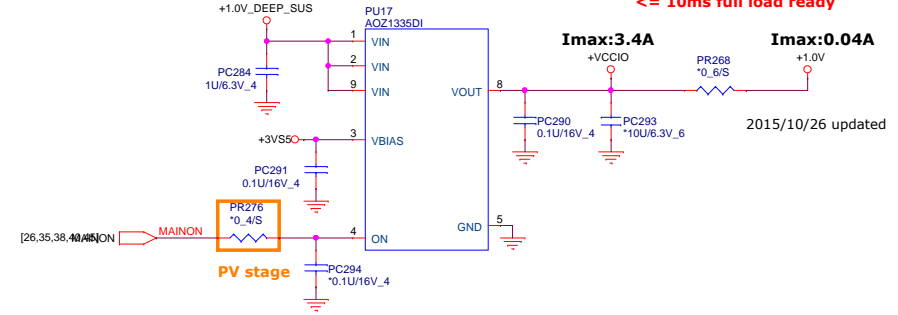 <= 10ms full load ready
+1.0V_DEEP_SUS
PU17
AOZ1335DI
Imax:3.4A
Imax:0.04A
+VCCIO
+1.0V
PR268
*0_6/S
1
VIN
2
VIN
9
VIN
PC284
1U/6.3V_4
VOUT
8
PC290
0.1U/16V_4
PC293
*10U/6.3V_6
2015/10/26 updated
+3VS5
3
VBIAS
PC291
0.1U/16V_4
PR276
*0_4/S
MAINON
4
ON
GND
5
PV stage
PC294
*0.1U/16V_4